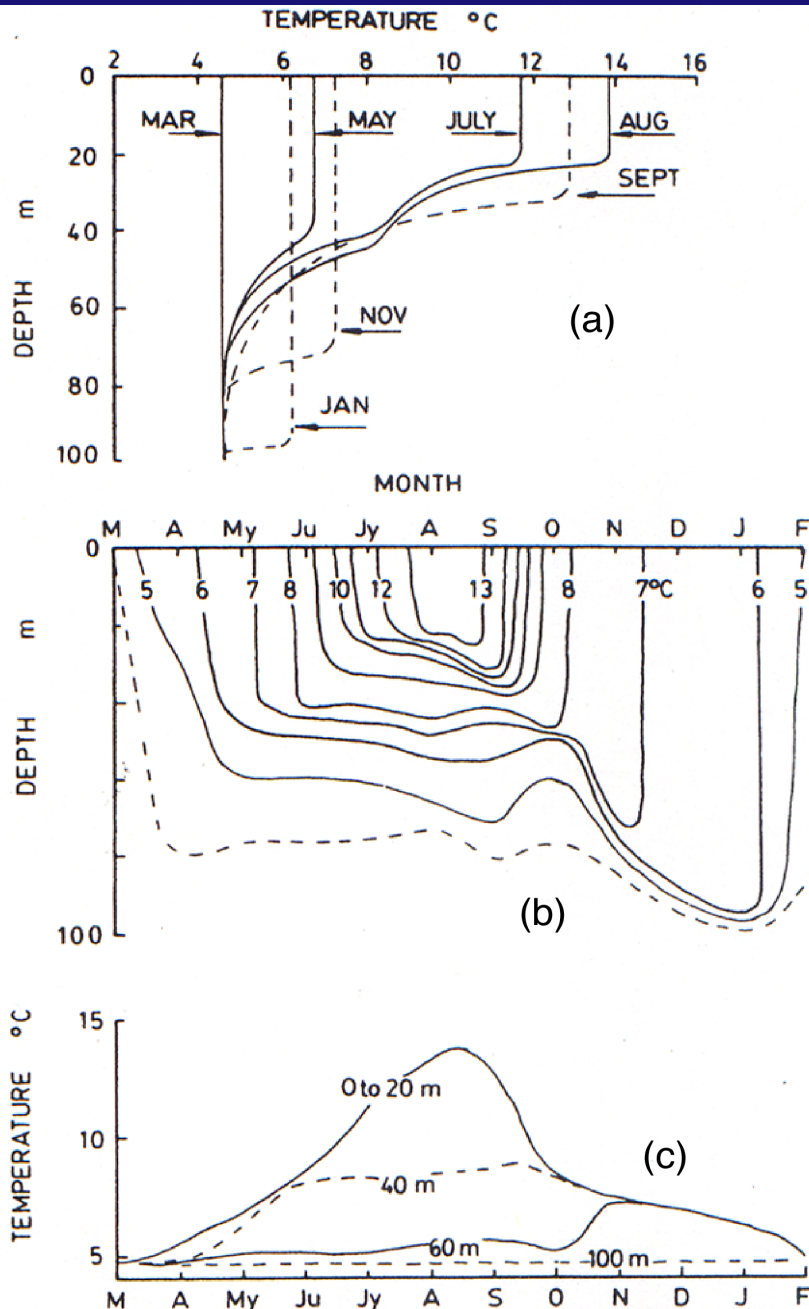 TEMPERATURE °C
2 4 6 8 10 12 14 16
0
MAR MAY JULY AUG
20
SEPT
DEPTH m
40
(a)
60
NOV
80
JAN
100
MONTH
M A My Ju Jy A S O N D J F
0
5 6 7 8 10 12 13 8 7°C 6 5
DEPTH m
(b)
100
TEMPERATURE °C
15
0 to 20 m
10
(c)
40 m
60 m
100 m
5
M A My Ju Jy A S O N D J F